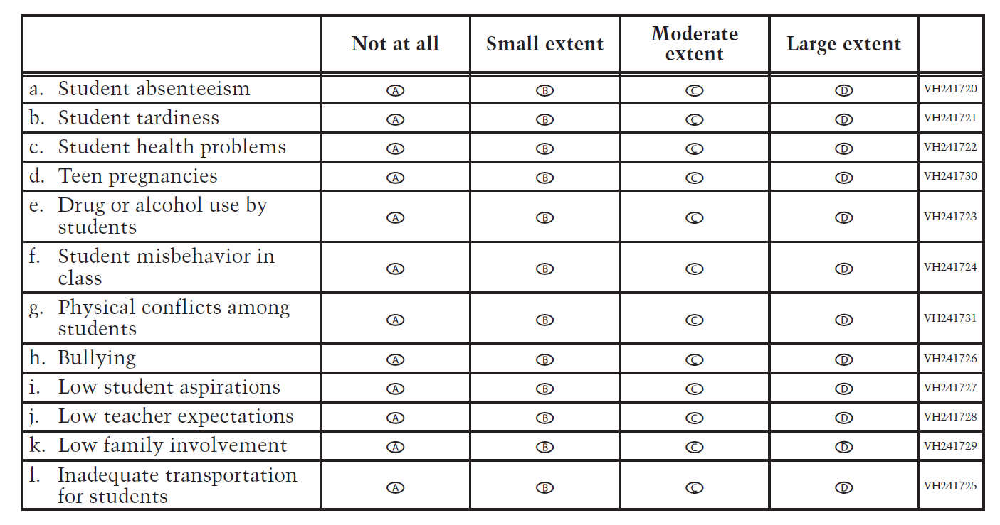 Not at all Small extent Moderate extent Large extent
a. Student absenteeism A B C D VH241720
b. Student tardiness A B C D VH241721
c. Student health problems A B C D VH241722
d. Teen pregnancies A B C D VH241730
e. Drug or alcohol use by
students A B C D VH241723
f. Student misbehavior in
class A B C D VH241724
g. Physical conflicts among
students A B C D VH241731
h. Bullying A B C D VH241726
i. Low student aspirations A B C D VH241727
j. Low teacher expectations A B C D VH241728
k. Low family involvement A B C D VH241729
l. Inadequate transportation
for students A B C D VH241725